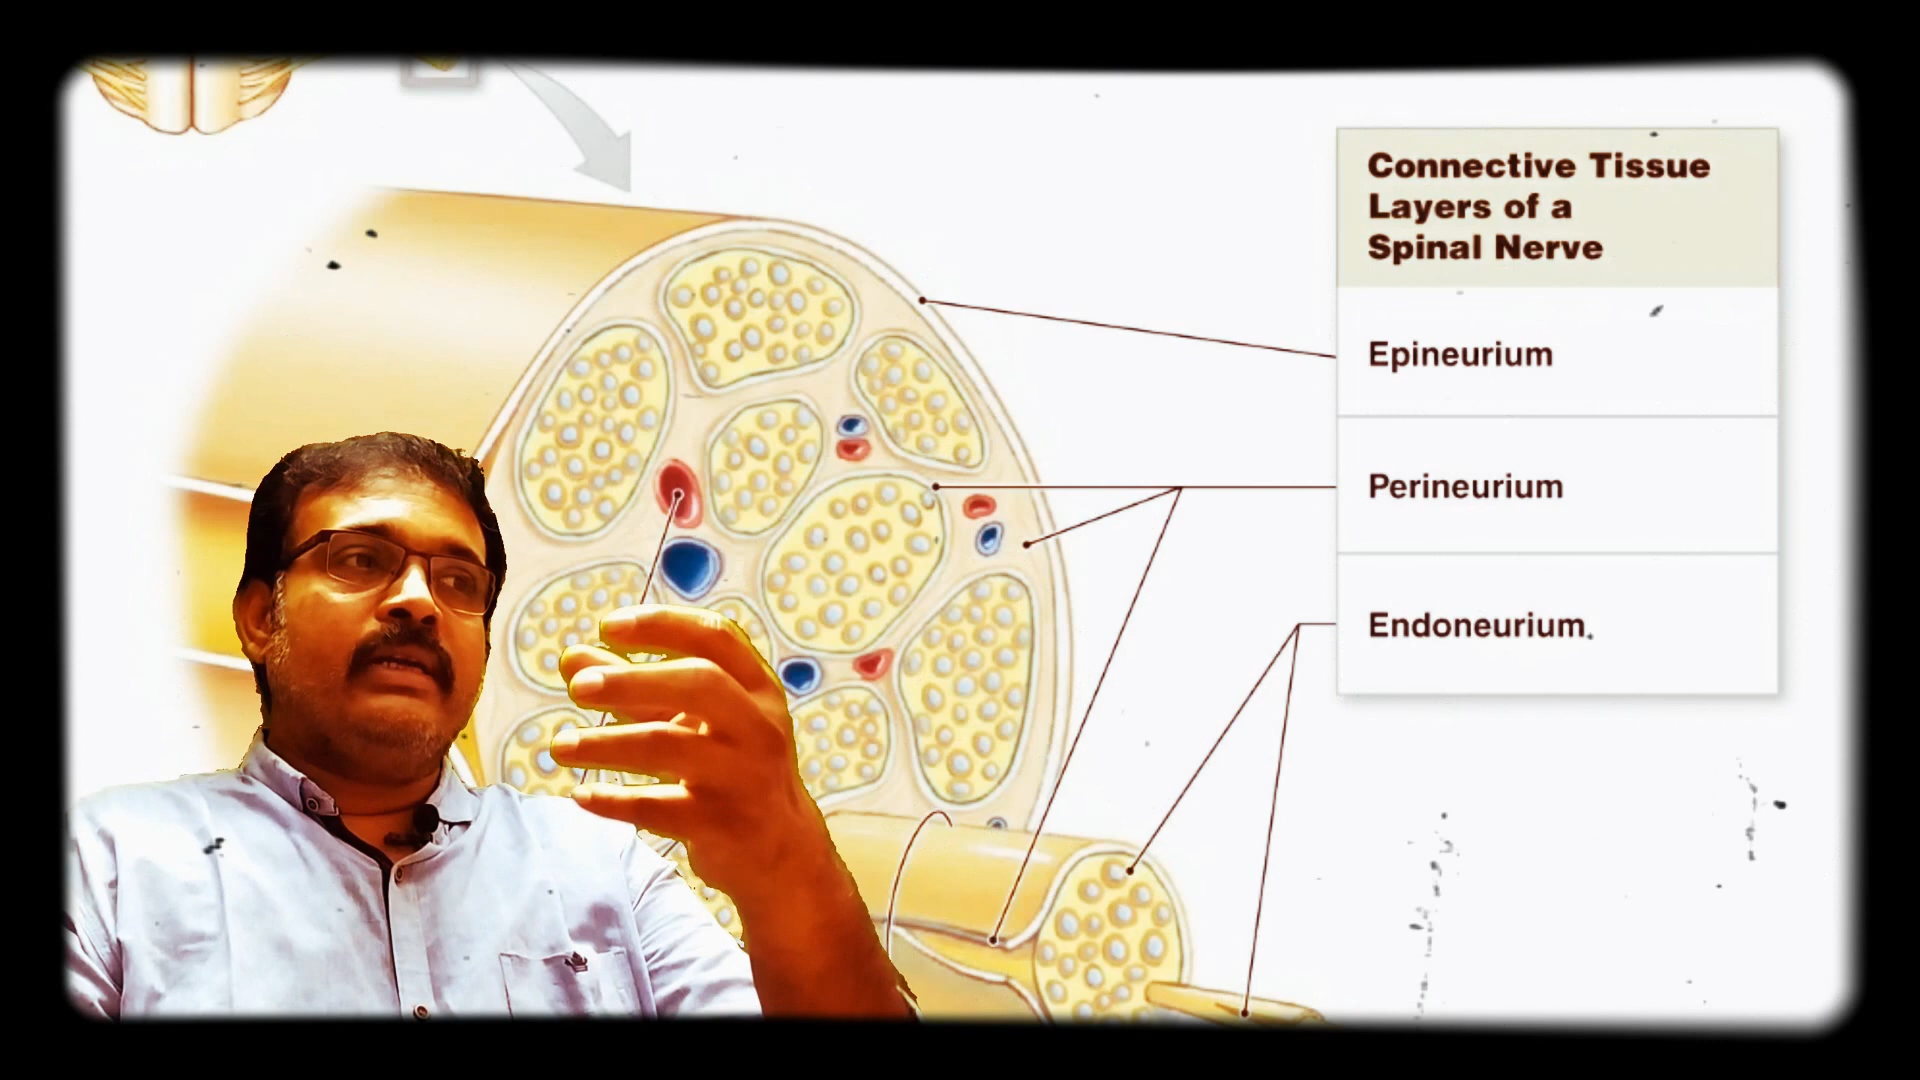 Connective Tissue
Layers of a
Spinal Nerve
Epineurium
Perineurium
Endoneurium